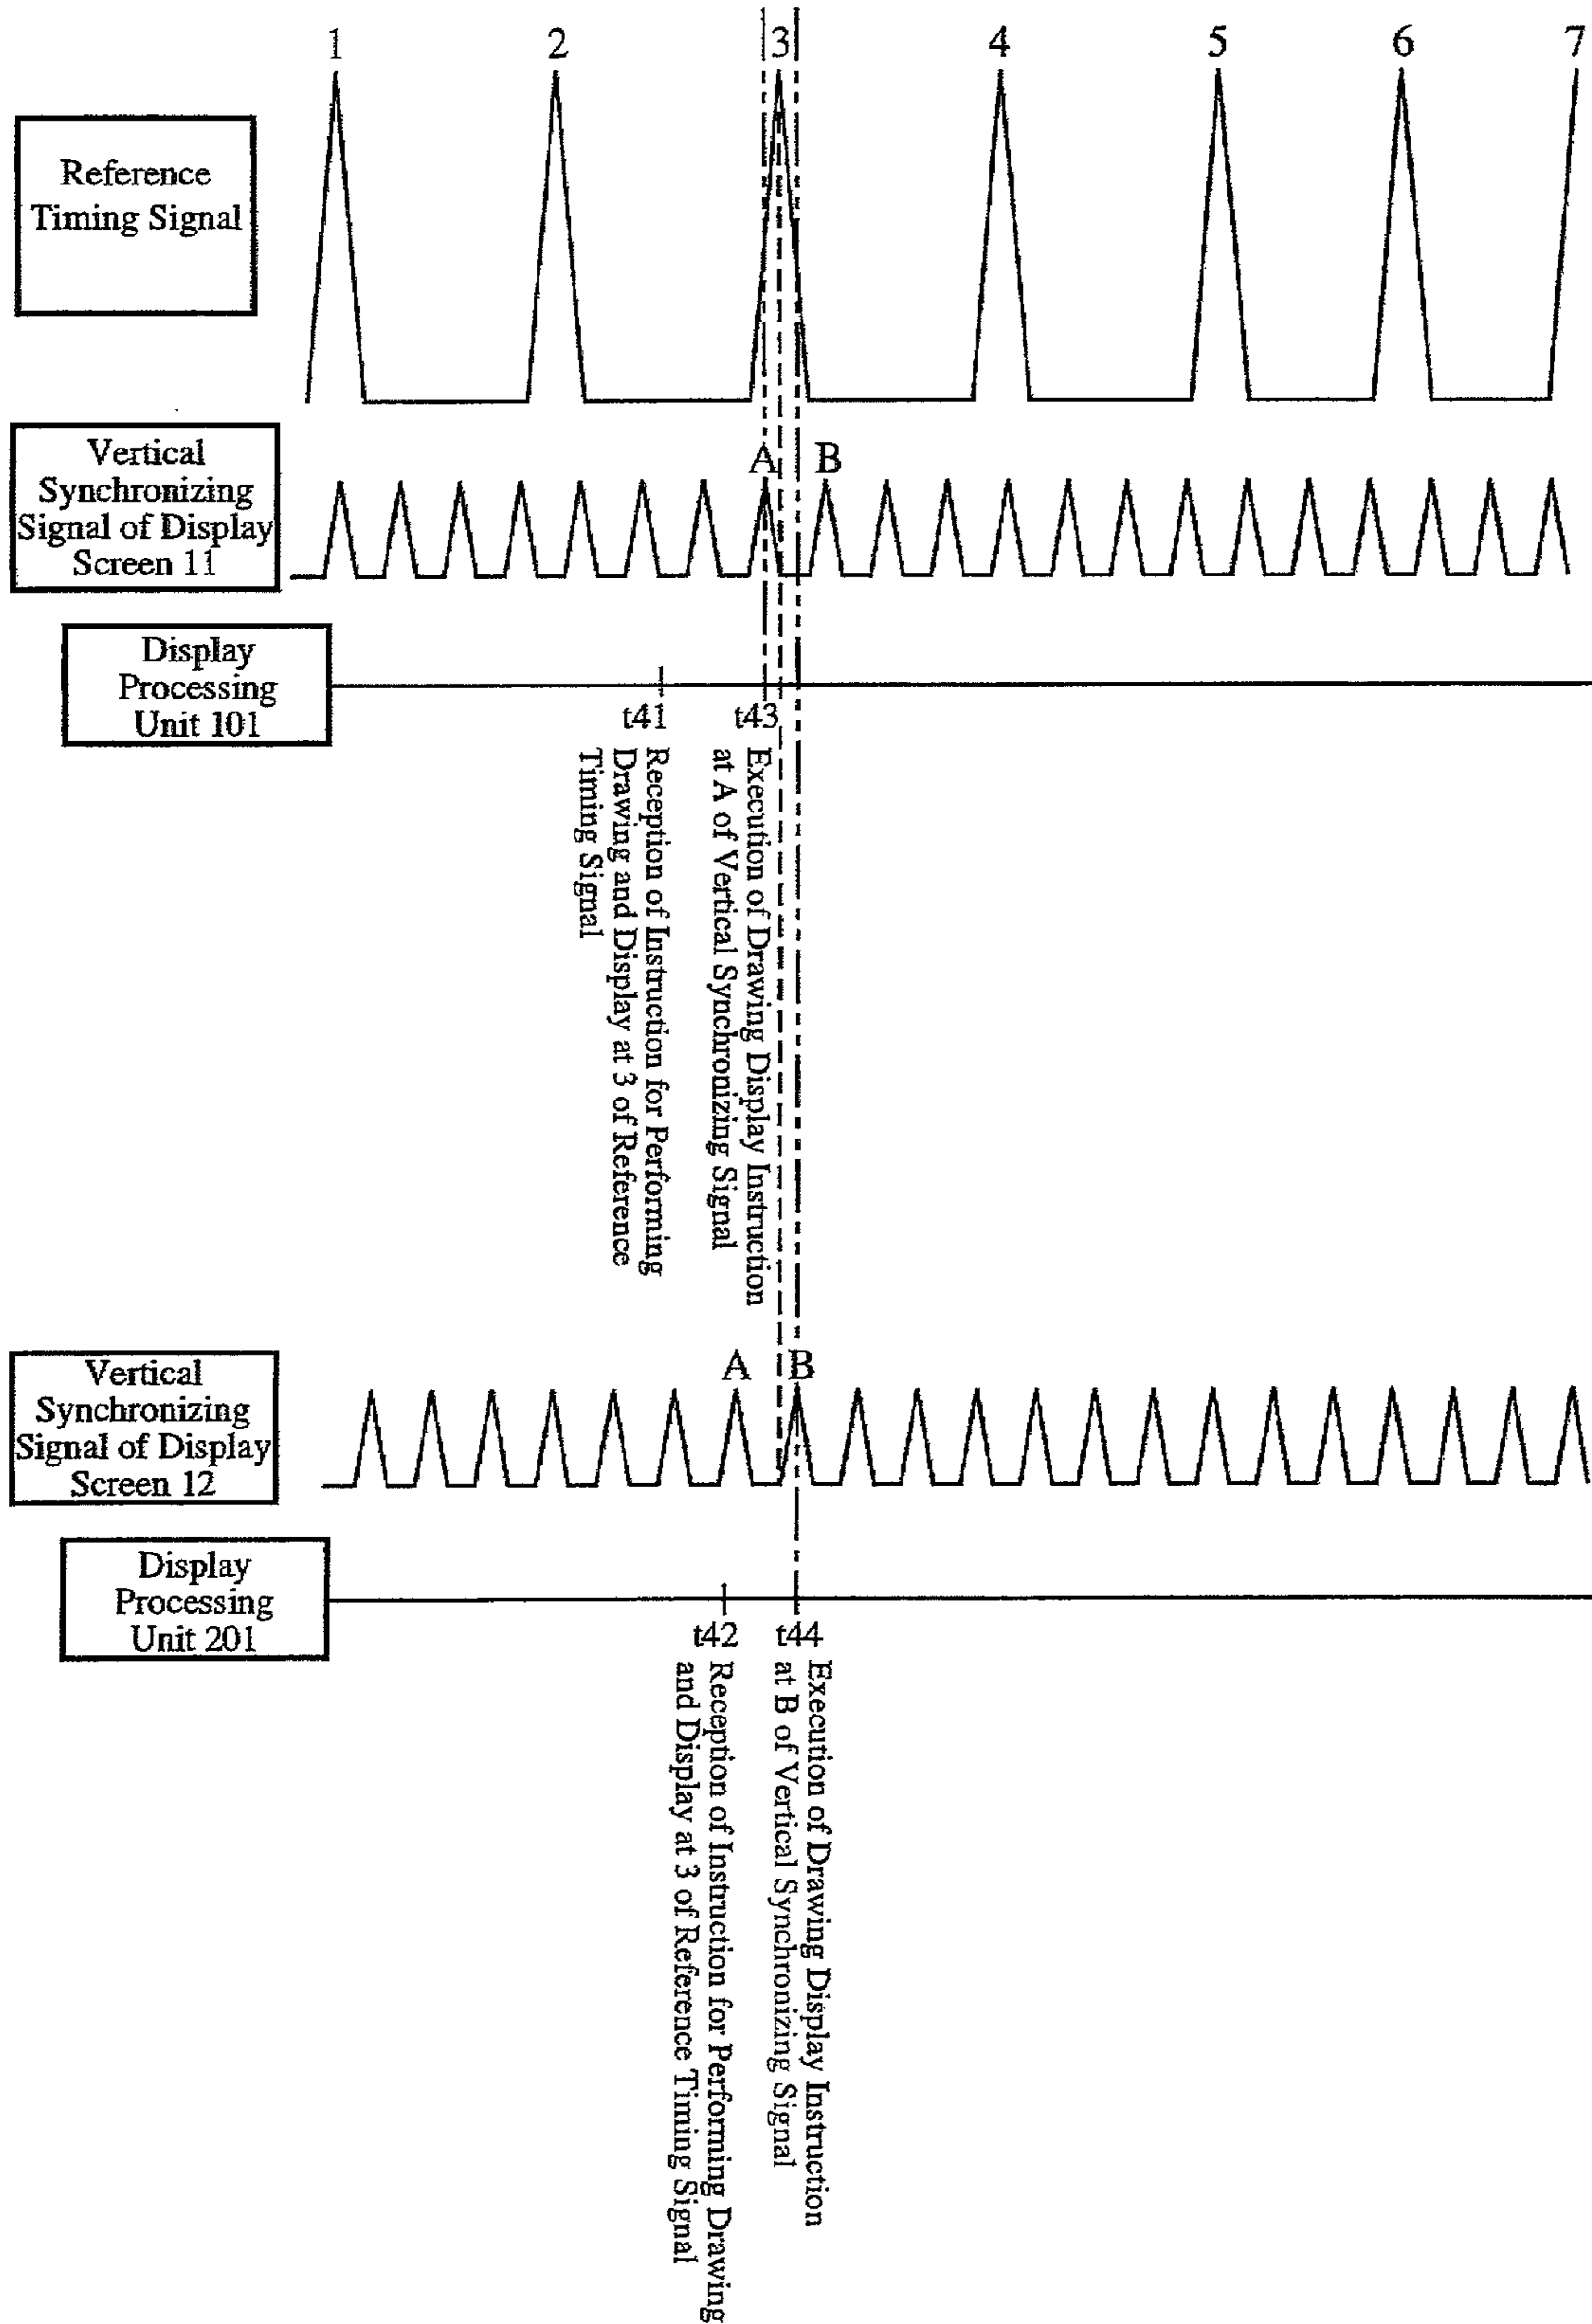 1 2 3 4 5 6 7
Reference
Timing Signal
A B
Vertical
Synchronizing
Signal of Display
Screen 11
Display
Processing
Unit 101
t41 t43
Reception of Instruction for Performing
Drawing and Display at 3 of Reference
Timing Signal
Execution of Drawing Display Instruction
at A of Vertical Synchronizing Signal
A B
Vertical
Synchronizing
Signal of Display
Screen 12
Display
Processing
Unit 201
t42 t44
Reception of Instruction for Performing Drawing
and Display at 3 of Reference Timing Signal
Execution of Drawing Display Instruction
at B of Vertical Synchronizing Signal